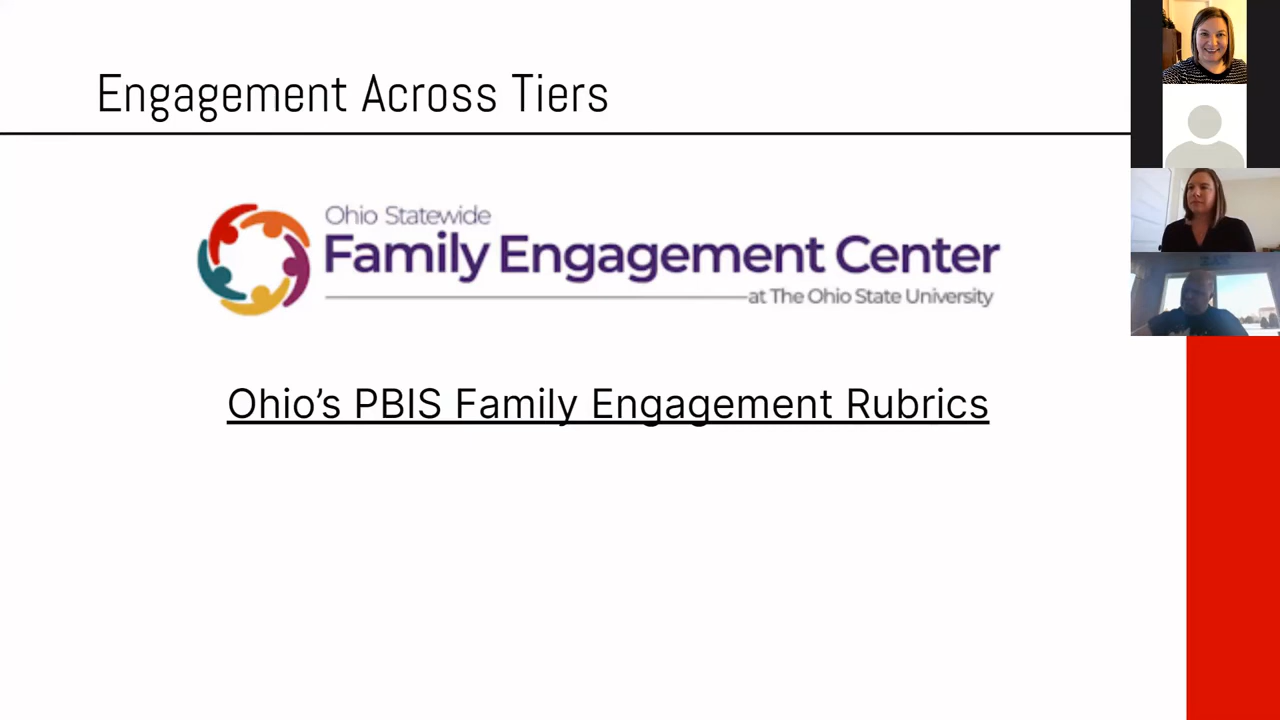 Engagement Across Tiers
Ohio Statewide
Family Engagement Center
at The Ohio State University
Ohio’s PBIS Family Engagement Rubrics